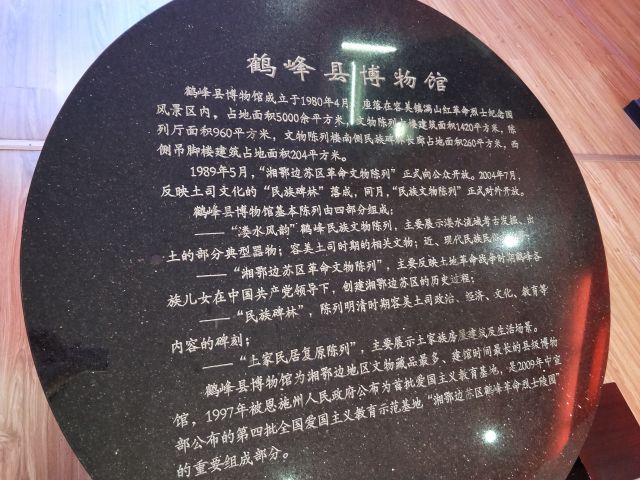 鹤峰县博物馆
鹤峰县博物馆成立于1980年4月，座落在容美镇满山红革命烈士纪念园
风景区内，占地面积5000余平方米，文物陈列大楼建筑面积1420平方米，陈
列厅面积960平方米，文物陈列楼南侧民族碑林长廊占地面积260平方米，西
侧吊脚楼建筑占地面积204平方米。
1989年5月，“湘鄂边苏区革命文物陈列”正式向公众开放。2004年7月，
反映土司文化的“民族碑林”落成，同月，“民族文物陈列”正式对外开放。
鹤峰县博物馆基本陈列由四部分组成：
——“溇水风韵”鹤峰民族文物陈列，主要展示溇水流域考古发掘、出
土的部分典型器物；容美土司时期的相关文物；近、现代民族民
——“湘鄂边苏区革命文物陈列”，主要反映土地革命战争时期鹤峰各
族儿女在中国共产党领导下，创建湘鄂边苏区的历史过程；
——“民族碑林”，陈列明清时期容美土司政治、经济、文化、教育等
内容的碑刻；
——“土家民居复原陈列”，主要展示土家族房屋建筑及生活场景。
鹤峰县博物馆为湘鄂边地区文物藏品最多、建馆时间最长的县级博物
馆，1997年被恩施州人民政府公布为首批爱国主义教育基地，是2009年中宣
部公布的第四批全国爱国主义教育示范基地“湘鄂边苏区鹤峰革命烈士陵园”
的重要组成部分。